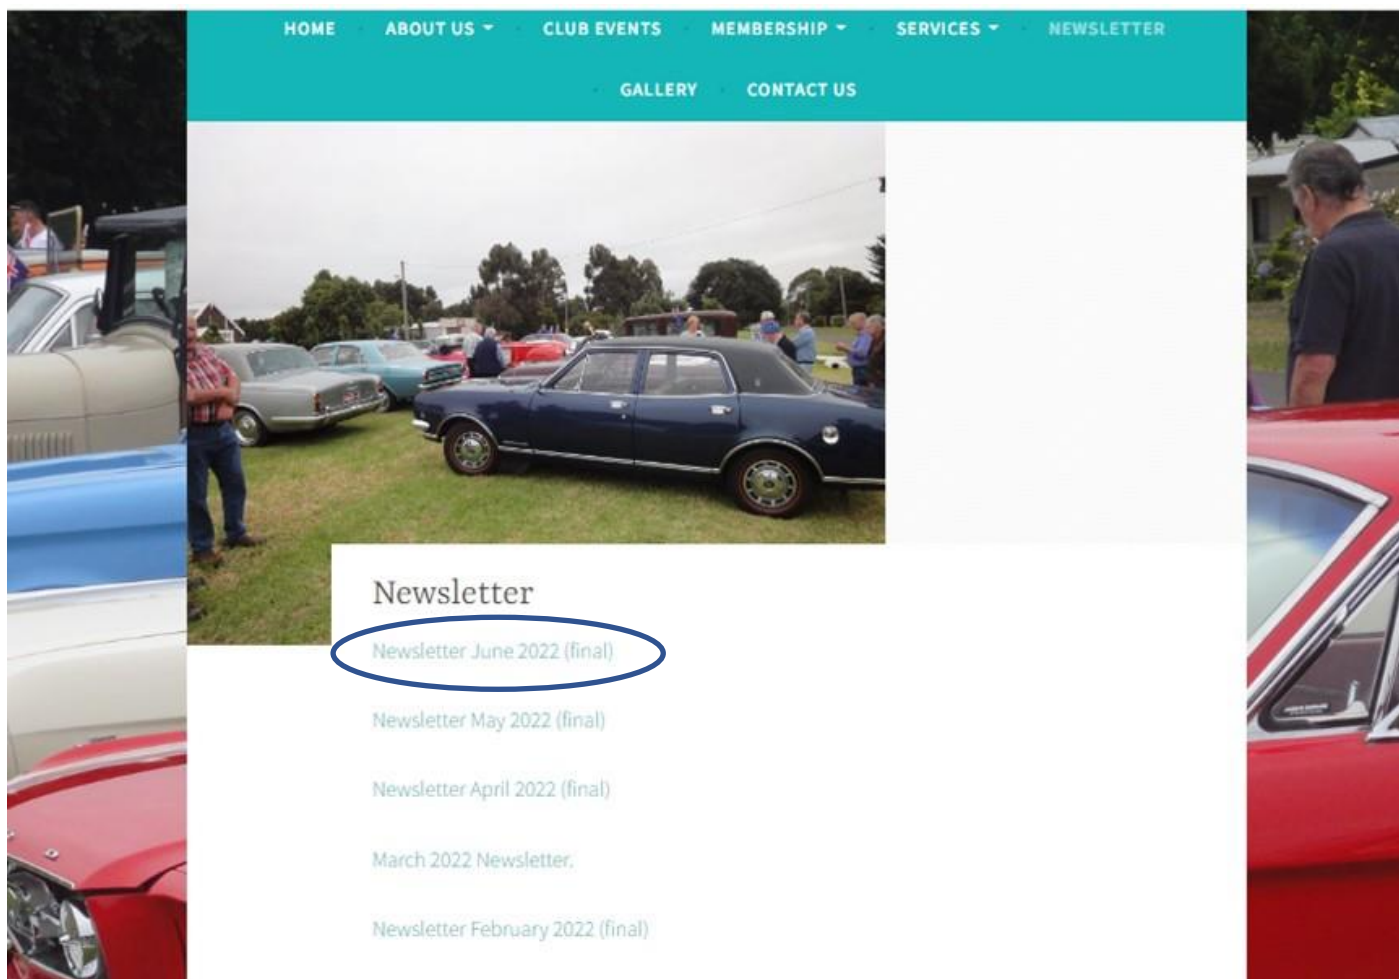 HOME ABOUT US CLUB EVENTS MEMBERSHIP SERVICES NEWSLETTER
GALLERY CONTACT US
Newsletter
Newsletter June 2022 (final)
Newsletter May 2022 (final)
Newsletter April 2022 (final)
March 2022 Newsletter.
Newsletter February 2022 (final)